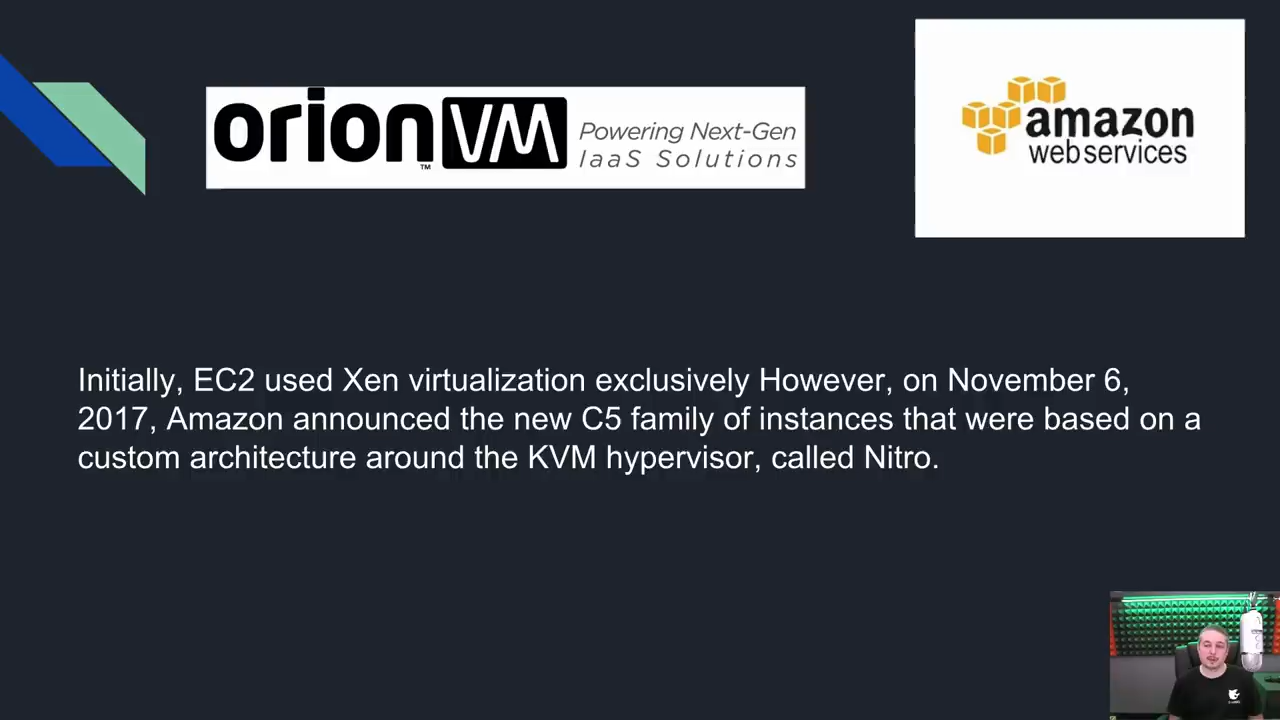 orionVM™
Powering Next-Gen
IaaS Solutions
amazon
webservices
Initially, EC2 used Xen virtualization exclusively However, on November 6,
2017, Amazon announced the new C5 family of instances that were based on a
custom architecture around the KVM hypervisor, called Nitro.